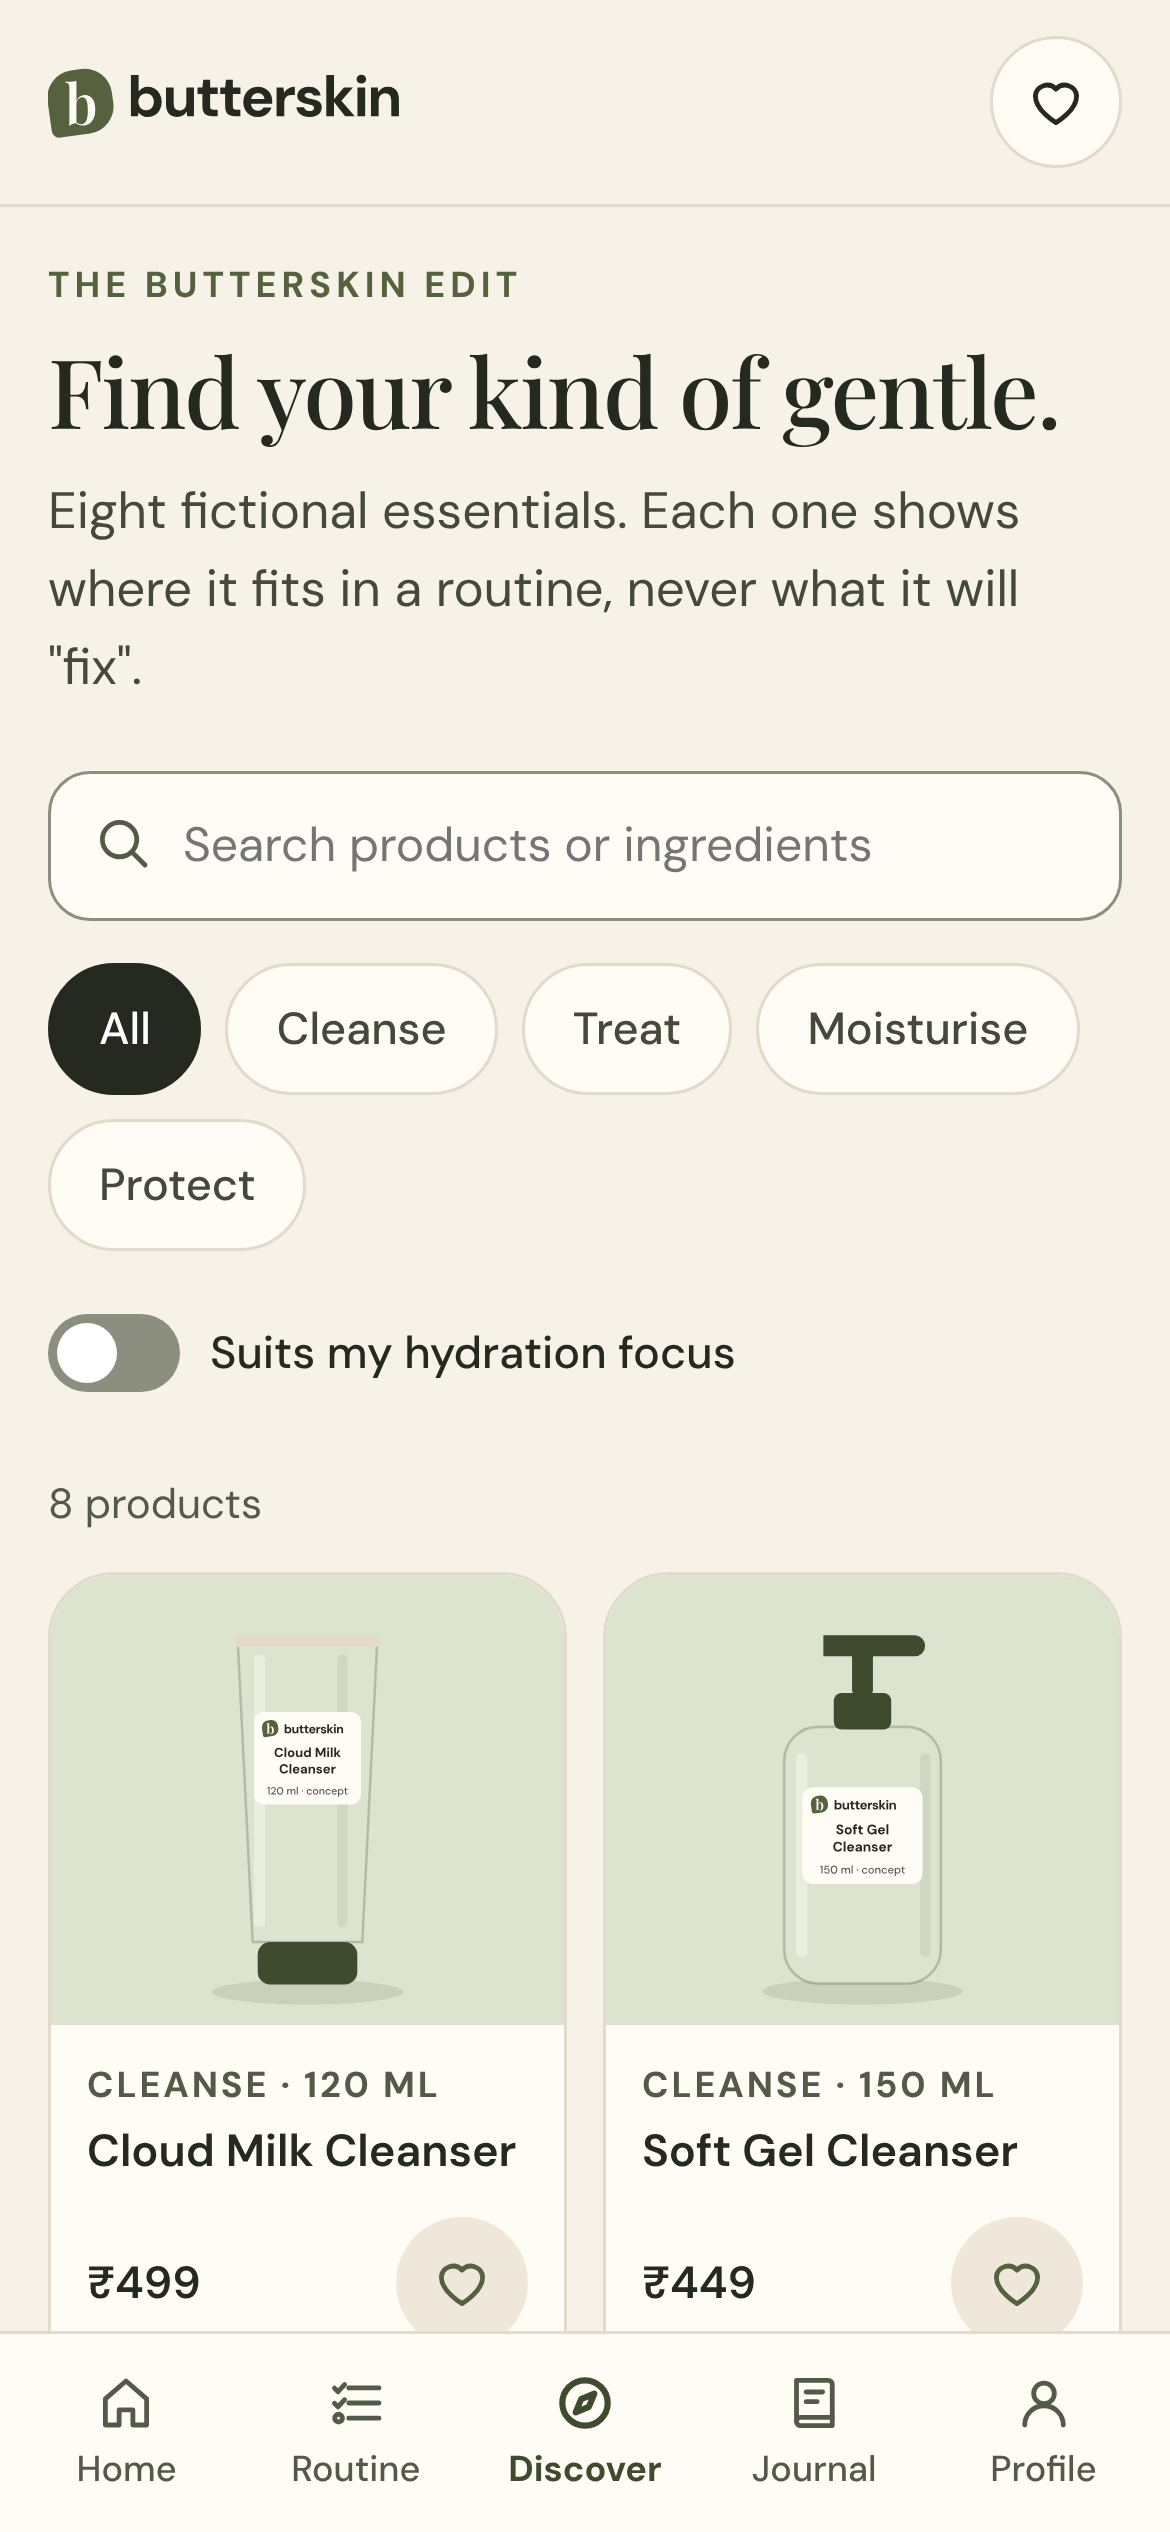 b butterskin
THE BUTTERSKIN EDIT
Find your kind of gentle.
Eight fictional essentials. Each one shows
where it fits in a routine, never what it will
"fix".
Search products or ingredients
All
Cleanse
Treat
Moisturise
Protect
Suits my hydration focus
8 products
b butterskin
Cloud Milk
Cleanser
120 ml · concept
b butterskin
Soft Gel
Cleanser
150 ml · concept
CLEANSE · 120 ML
Cloud Milk Cleanser
₹499
CLEANSE · 150 ML
Soft Gel Cleanser
₹449
Home
Routine
Discover
Journal
Profile